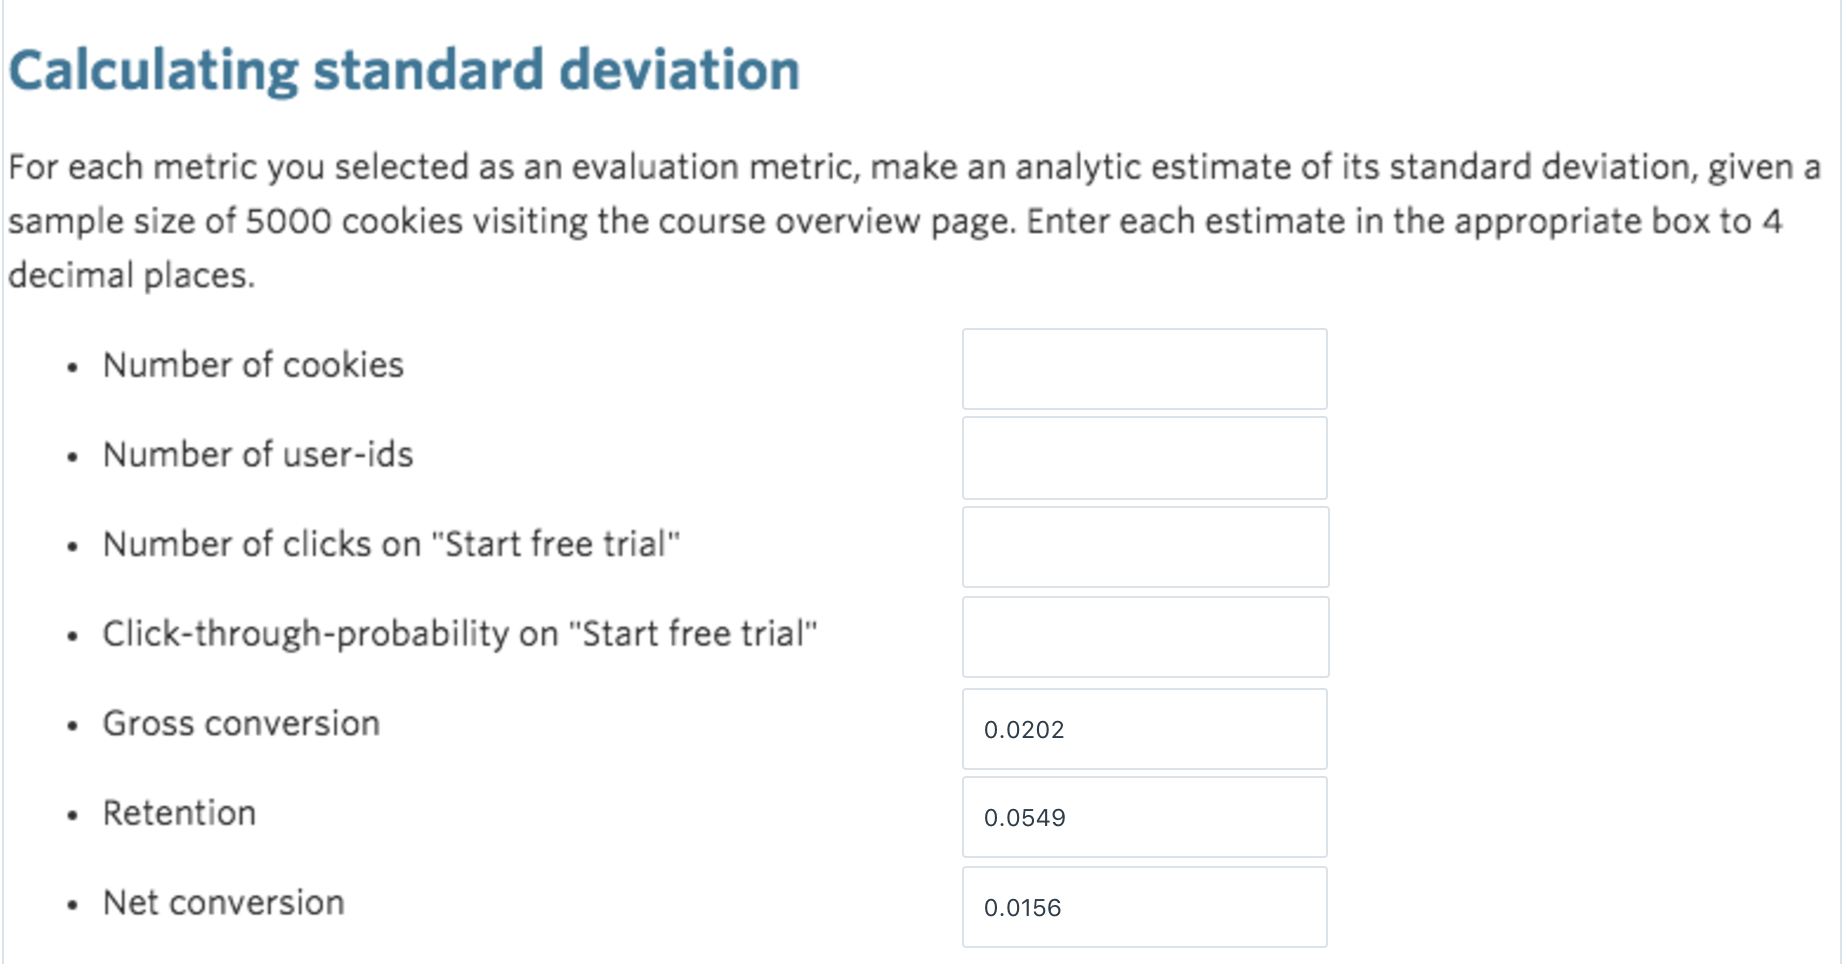 Calculating standard deviation
For each metric you selected as an evaluation metric, make an analytic estimate of its standard deviation, given a
sample size of 5000 cookies visiting the course overview page. Enter each estimate in the appropriate box to 4
decimal places.
• Number of cookies
• Number of user-ids
• Number of clicks on "Start free trial"
• Click-through-probability on "Start free trial"
• Gross conversion 0.0202
• Retention 0.0549
• Net conversion 0.0156